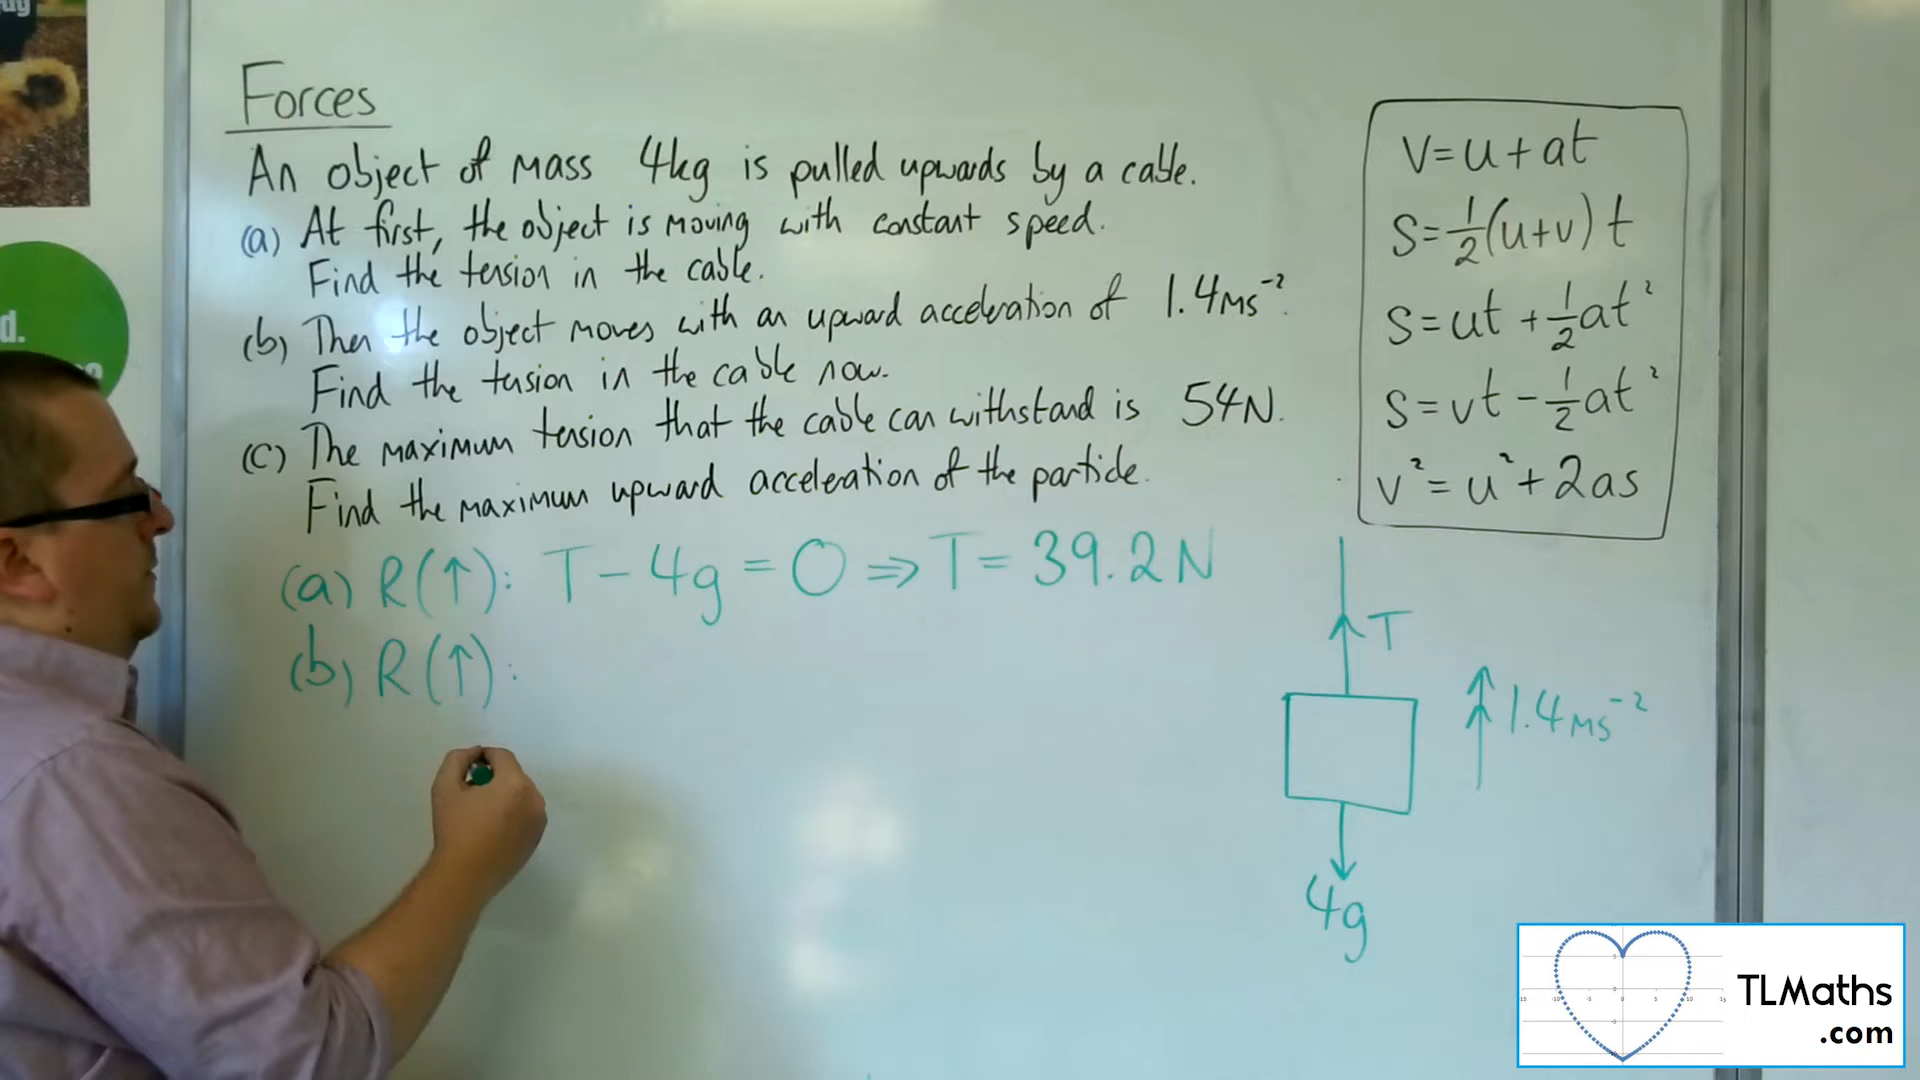 Forces
An object of mass 4kg is pulled upwards by a cable.
(a) At first, the object is moving with constant speed.
Find the tension in the cable.
(b) Then the object moves with an upward acceleration of 1.4ms⁻².
Find the tension in the cable now.
(c) The maximum tension that the cable can withstand is 54N.
Find the maximum upward acceleration of the particle.
(a) R(↑): T - 4g = 0 ⇒ T = 39.2N
(b) R(↑):
v = u + at
s = ½(u+v)t
s = ut + ½at²
s = vt - ½at²
v² = u² + 2as
T
1.4ms⁻²
4g
d.
TLMaths
.com